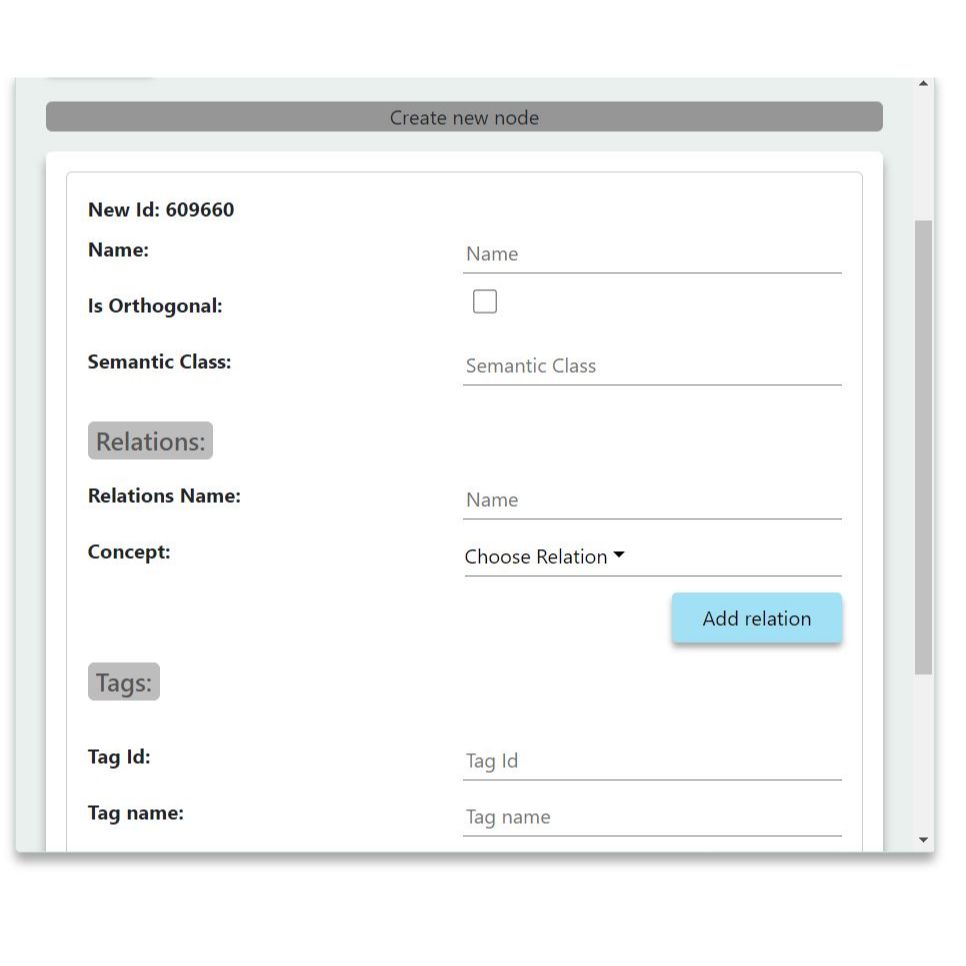 Create new node
New Id: 609660
Name: Name
Is Orthogonal:
Semantic Class: Semantic Class
Relations:
Relations Name: Name
Concept: Choose Relation
Add relation
Tags:
Tag Id: Tag Id
Tag name: Tag name